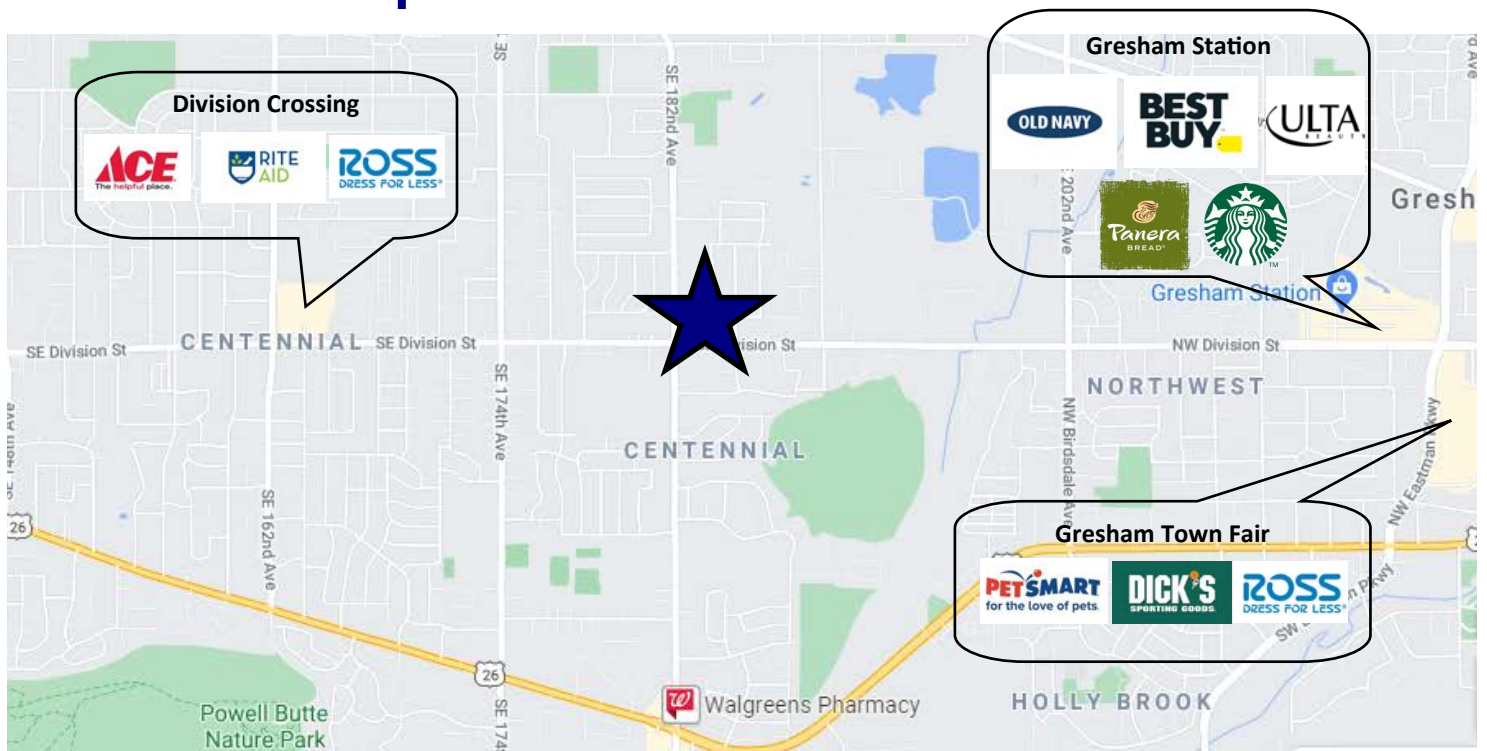 Division Crossing
ACE
The helpful place.
RITE
AID
ROSS
DRESS FOR LESS®
Gresham Station
OLD NAVY
BEST
BUY
ULTA
BEAUTY
Panera
BREAD®
TM
SE 182nd Ave
202nd Ave
Gresh
Gresham Station
SE Division St
CENTENNIAL
SE Division St
ision St
NW Division St
NORTHWEST
SE 174th Ave
CENTENNIAL
NW Birdsdale Ave
NW Eastman Pkwy
SE 162nd Ave
26
Gresham Town Fair
PETSMART
for the love of pets.
DICK'S
SPORTING GOODS
ROSS
DRESS FOR LESS®
26
Walgreens Pharmacy
HOLLY BROOK
Powell Butte
Nature Park